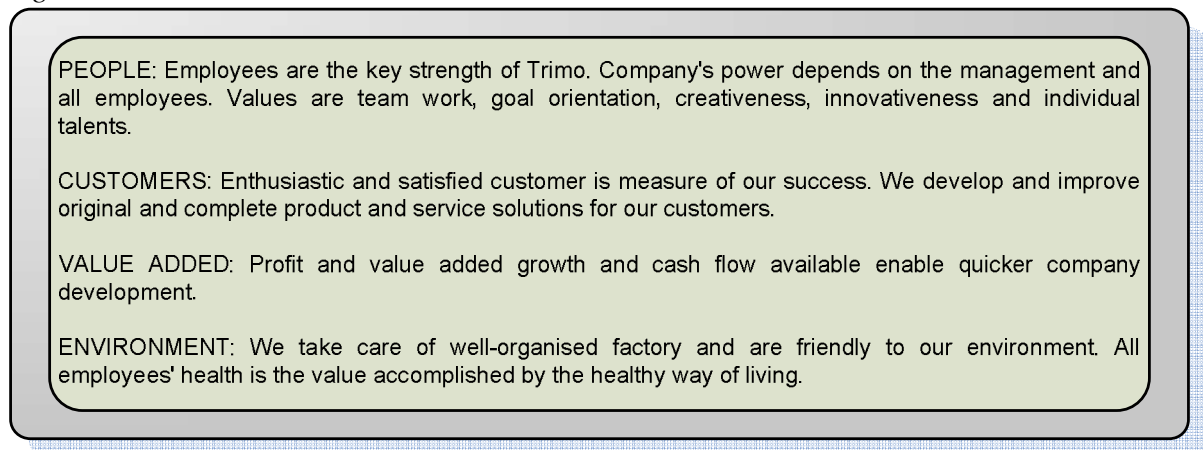 PEOPLE: Employees are the key strength of Trimo. Company's power depends on the management and
all employees. Values are team work, goal orientation, creativeness, innovativeness and individual
talents.
CUSTOMERS: Enthusiastic and satisfied customer is measure of our success. We develop and improve
original and complete product and service solutions for our customers.
VALUE ADDED: Profit and value added growth and cash flow available enable quicker company
development.
ENVIRONMENT: We take care of well-organised factory and are friendly to our environment. All
employees' health is the value accomplished by the healthy way of living.